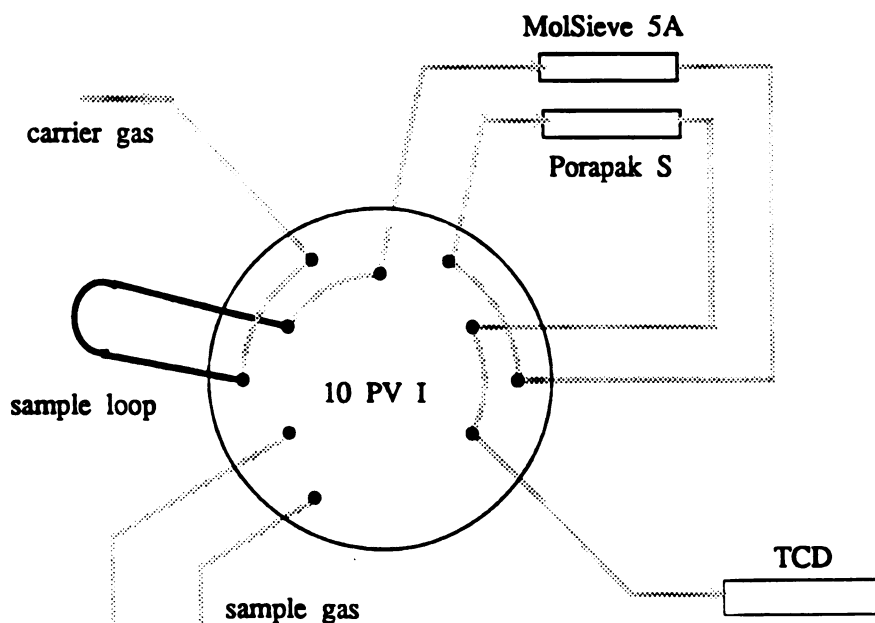 MolSieve 5A
carrier gas
Porapak S
sample loop
10 PV I
TCD
sample gas